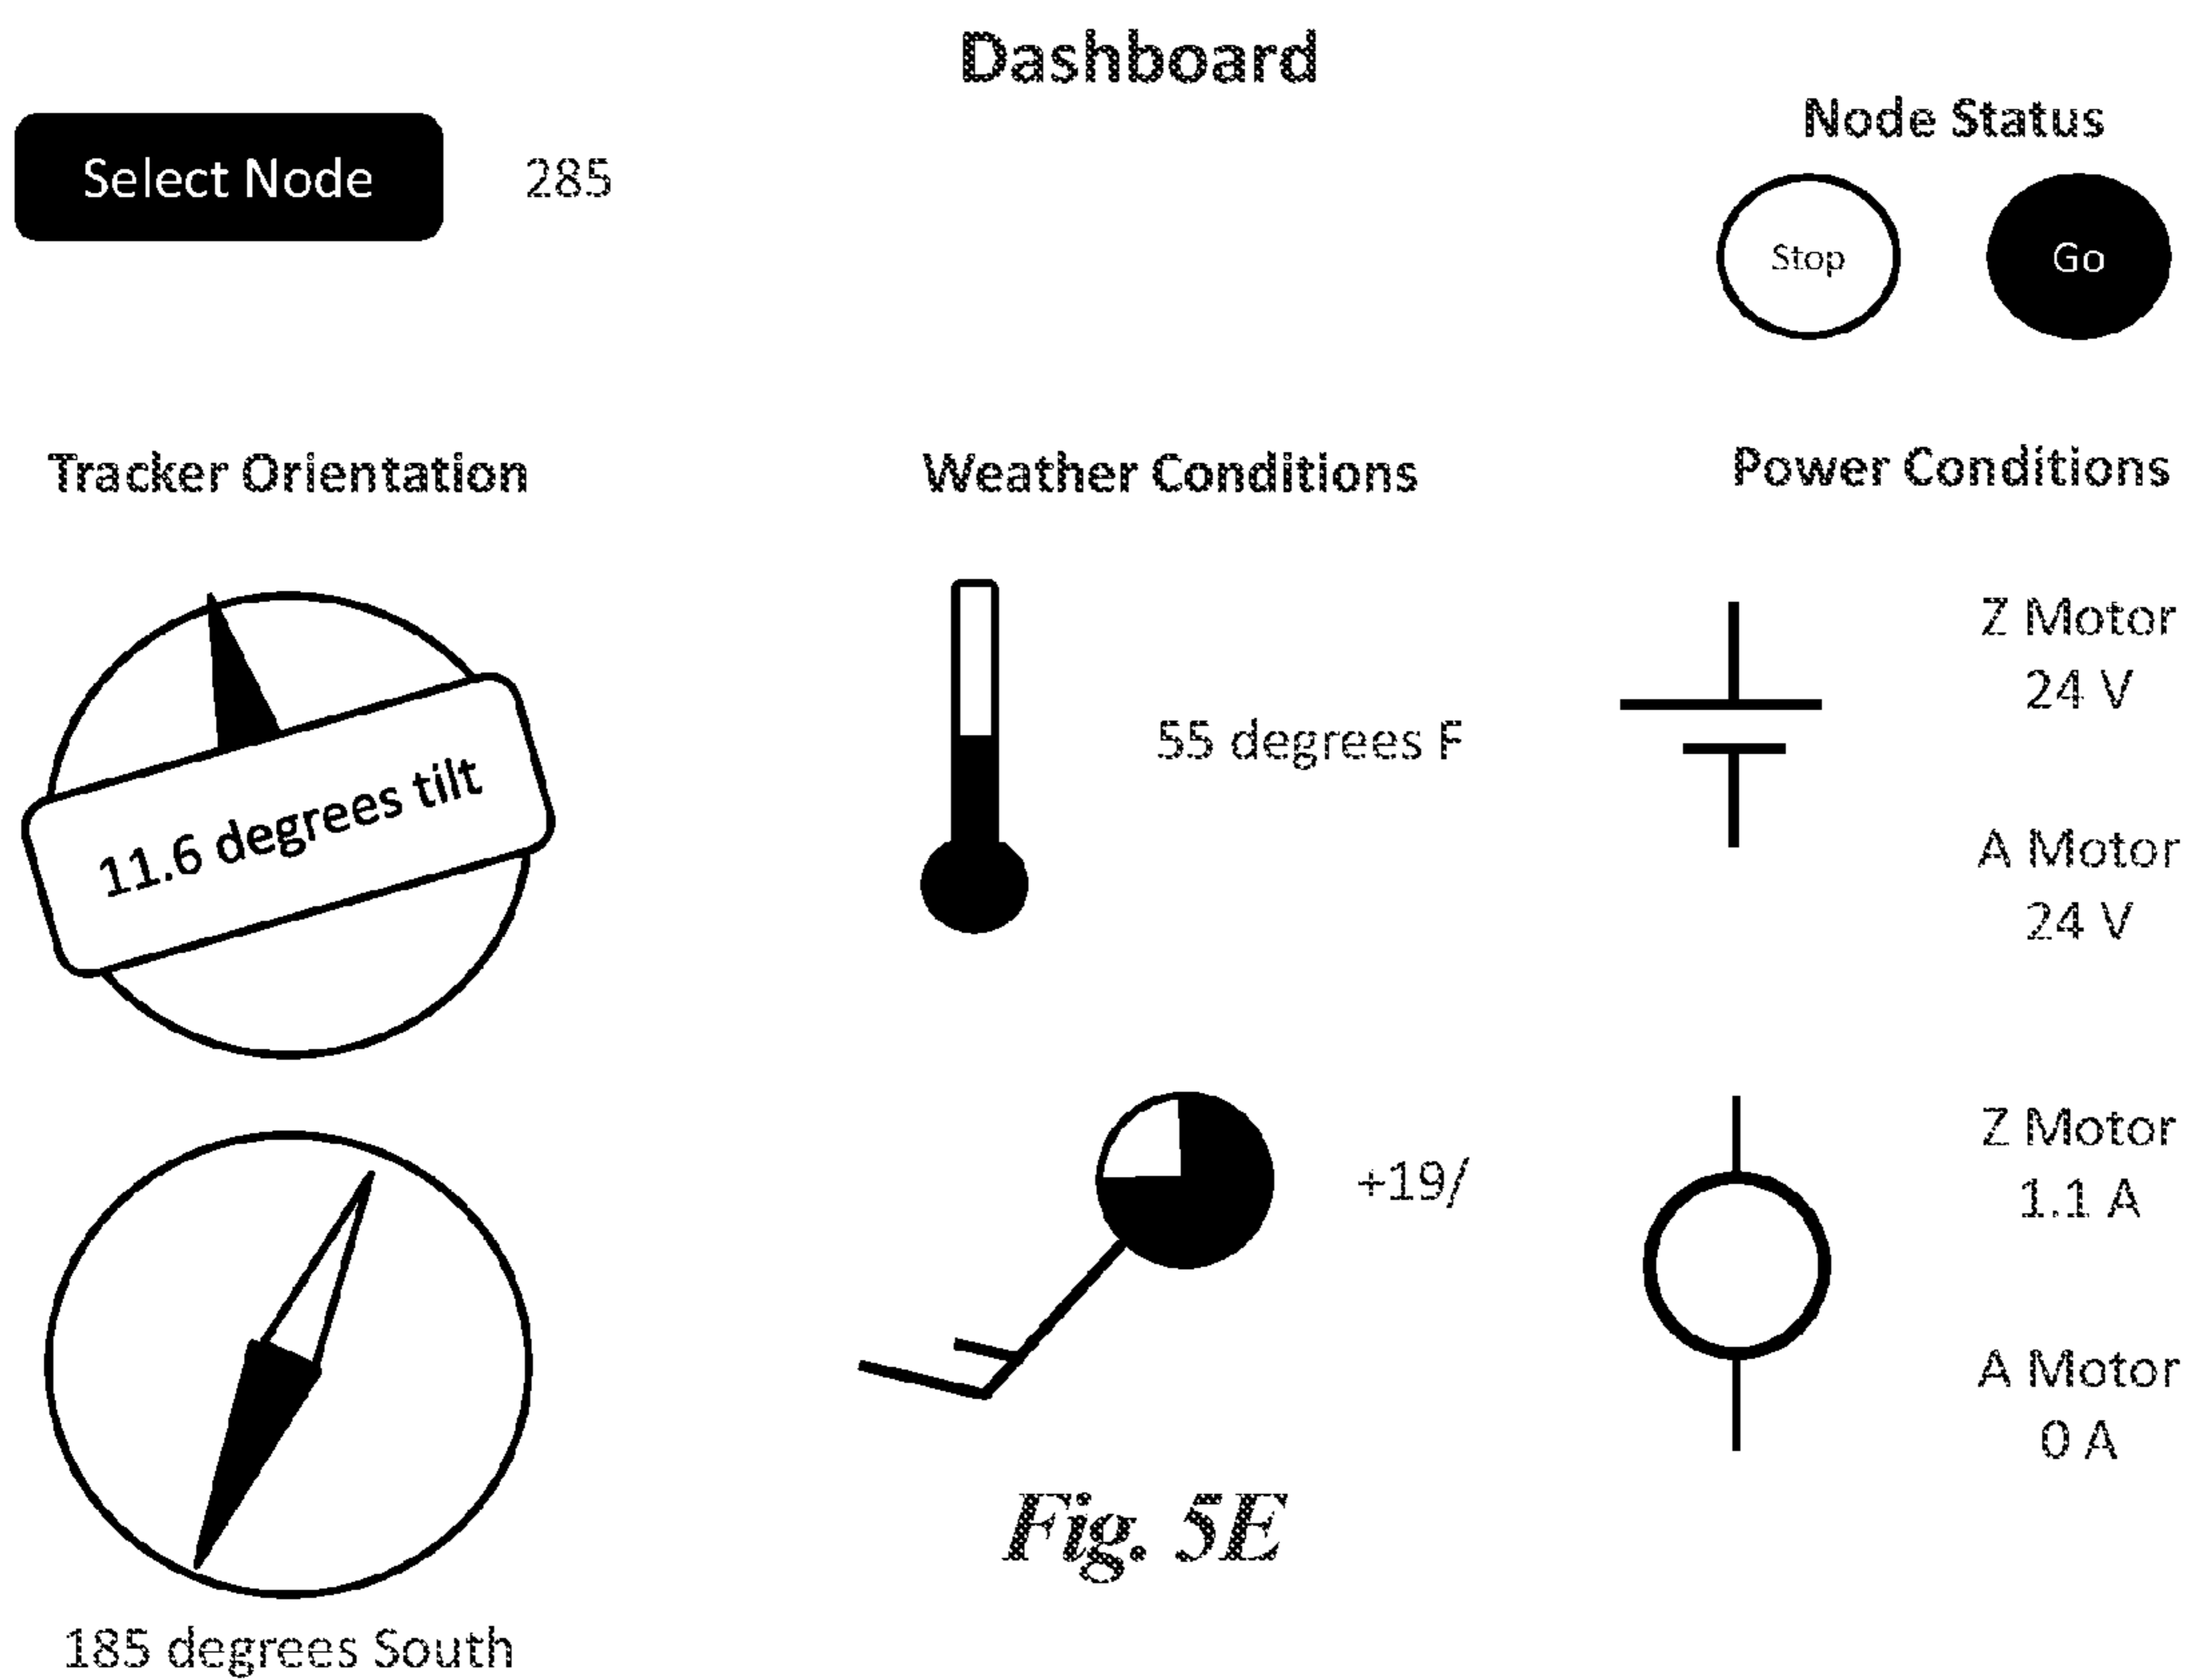 Dashboard
Select Node
285
Node Status
Stop
Go
Tracker Orientation
11.6 degrees tilt
185 degrees South
Weather Conditions
55 degrees F
+19/
Power Conditions
Z Motor
24 V
A Motor
24 V
Z Motor
1.1 A
A Motor
0 A
Fig. 5E